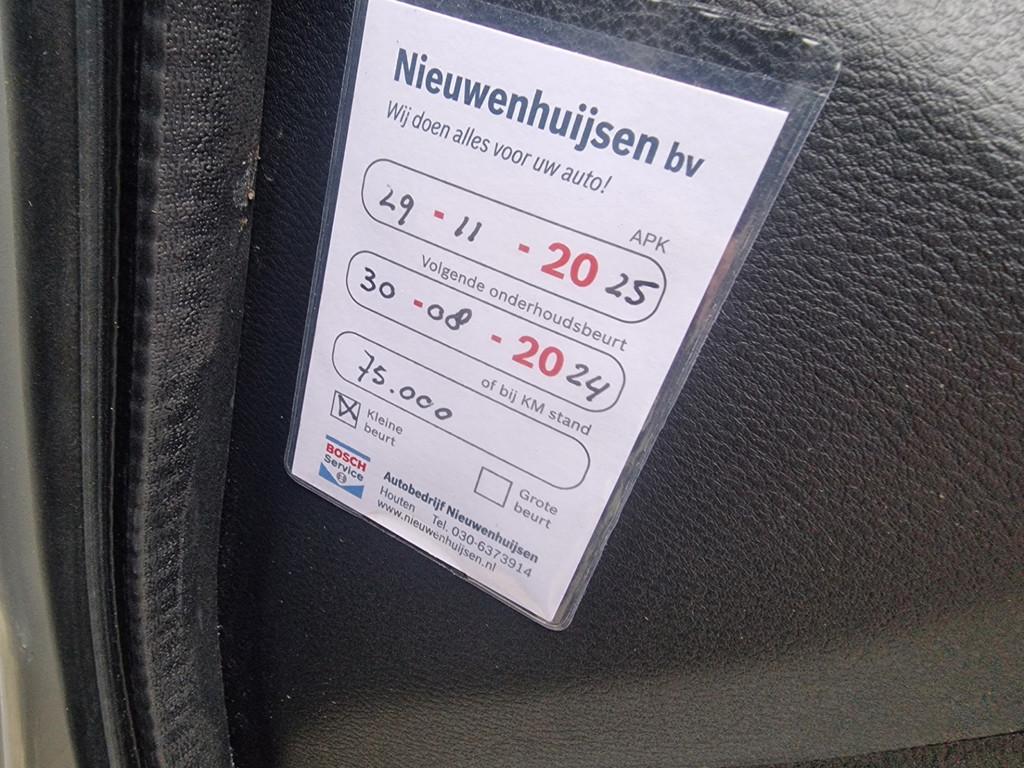 Nieuwenhuijsen bv
Wij doen alles voor uw auto!
APK
29 - 11 - 20 25
Volgende onderhoudsbeurt
30 - 08 - 20 24
of bij KM stand
75.000
Kleine
beurt
Grote
beurt
BOSCH
Service
Autobedrijf Nieuwenhuijsen
Houten Tel. 030-6373914
www.nieuwenhuijsen.nl